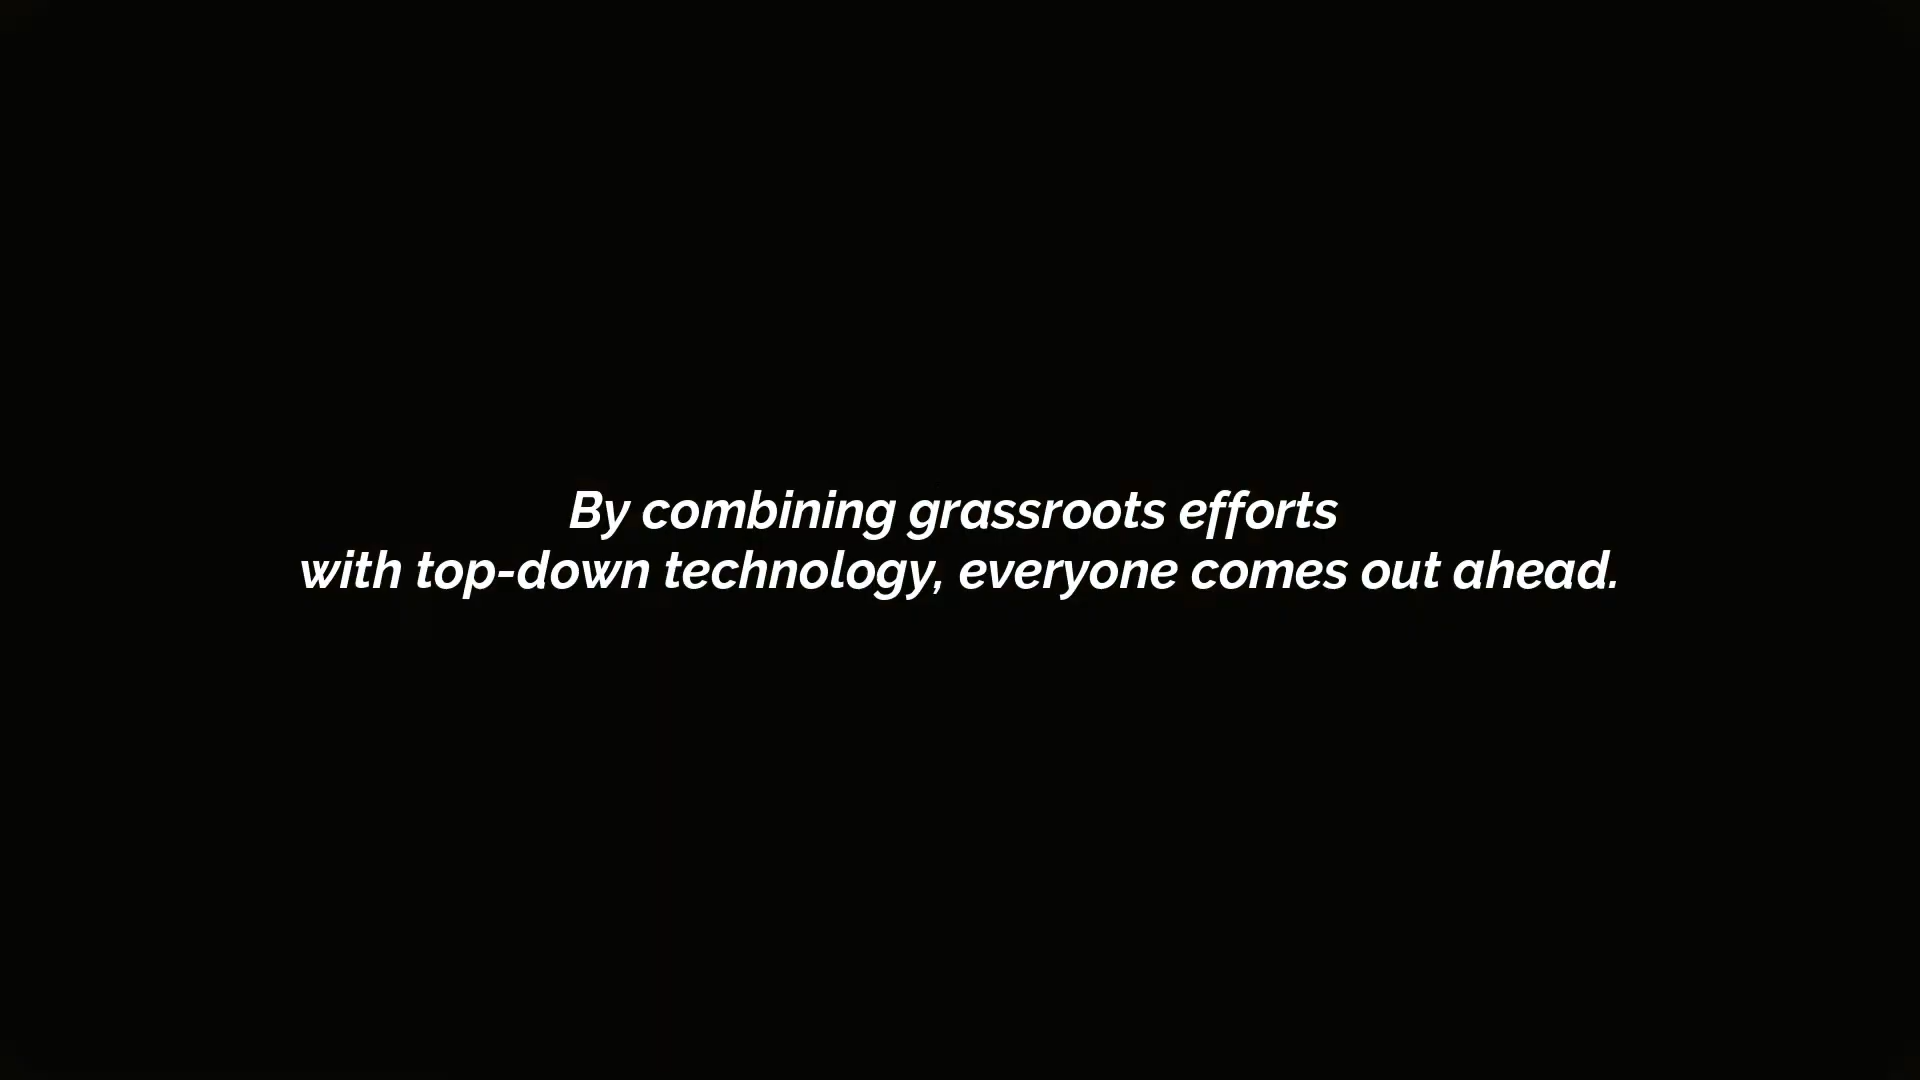 By combining grassroots efforts
with top-down technology, everyone comes out ahead.